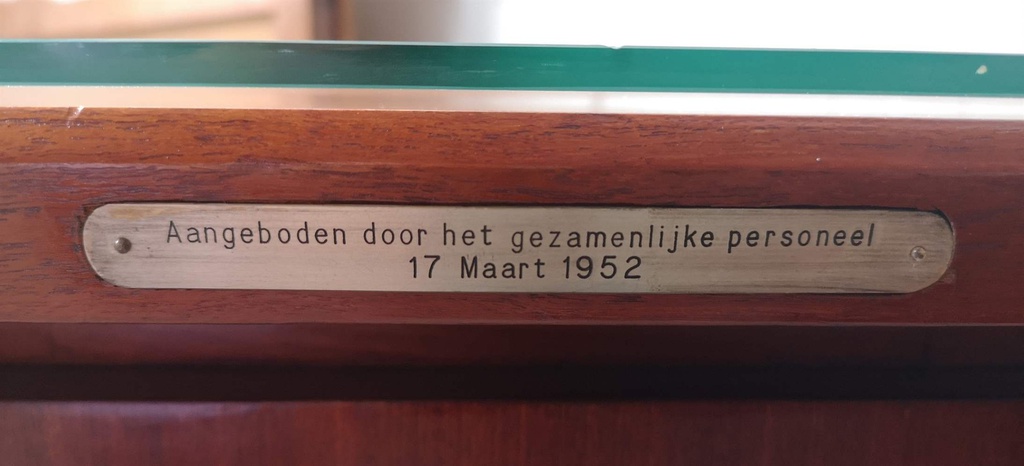 Aangeboden door het gezamenlijke personeel
17 Maart 1952